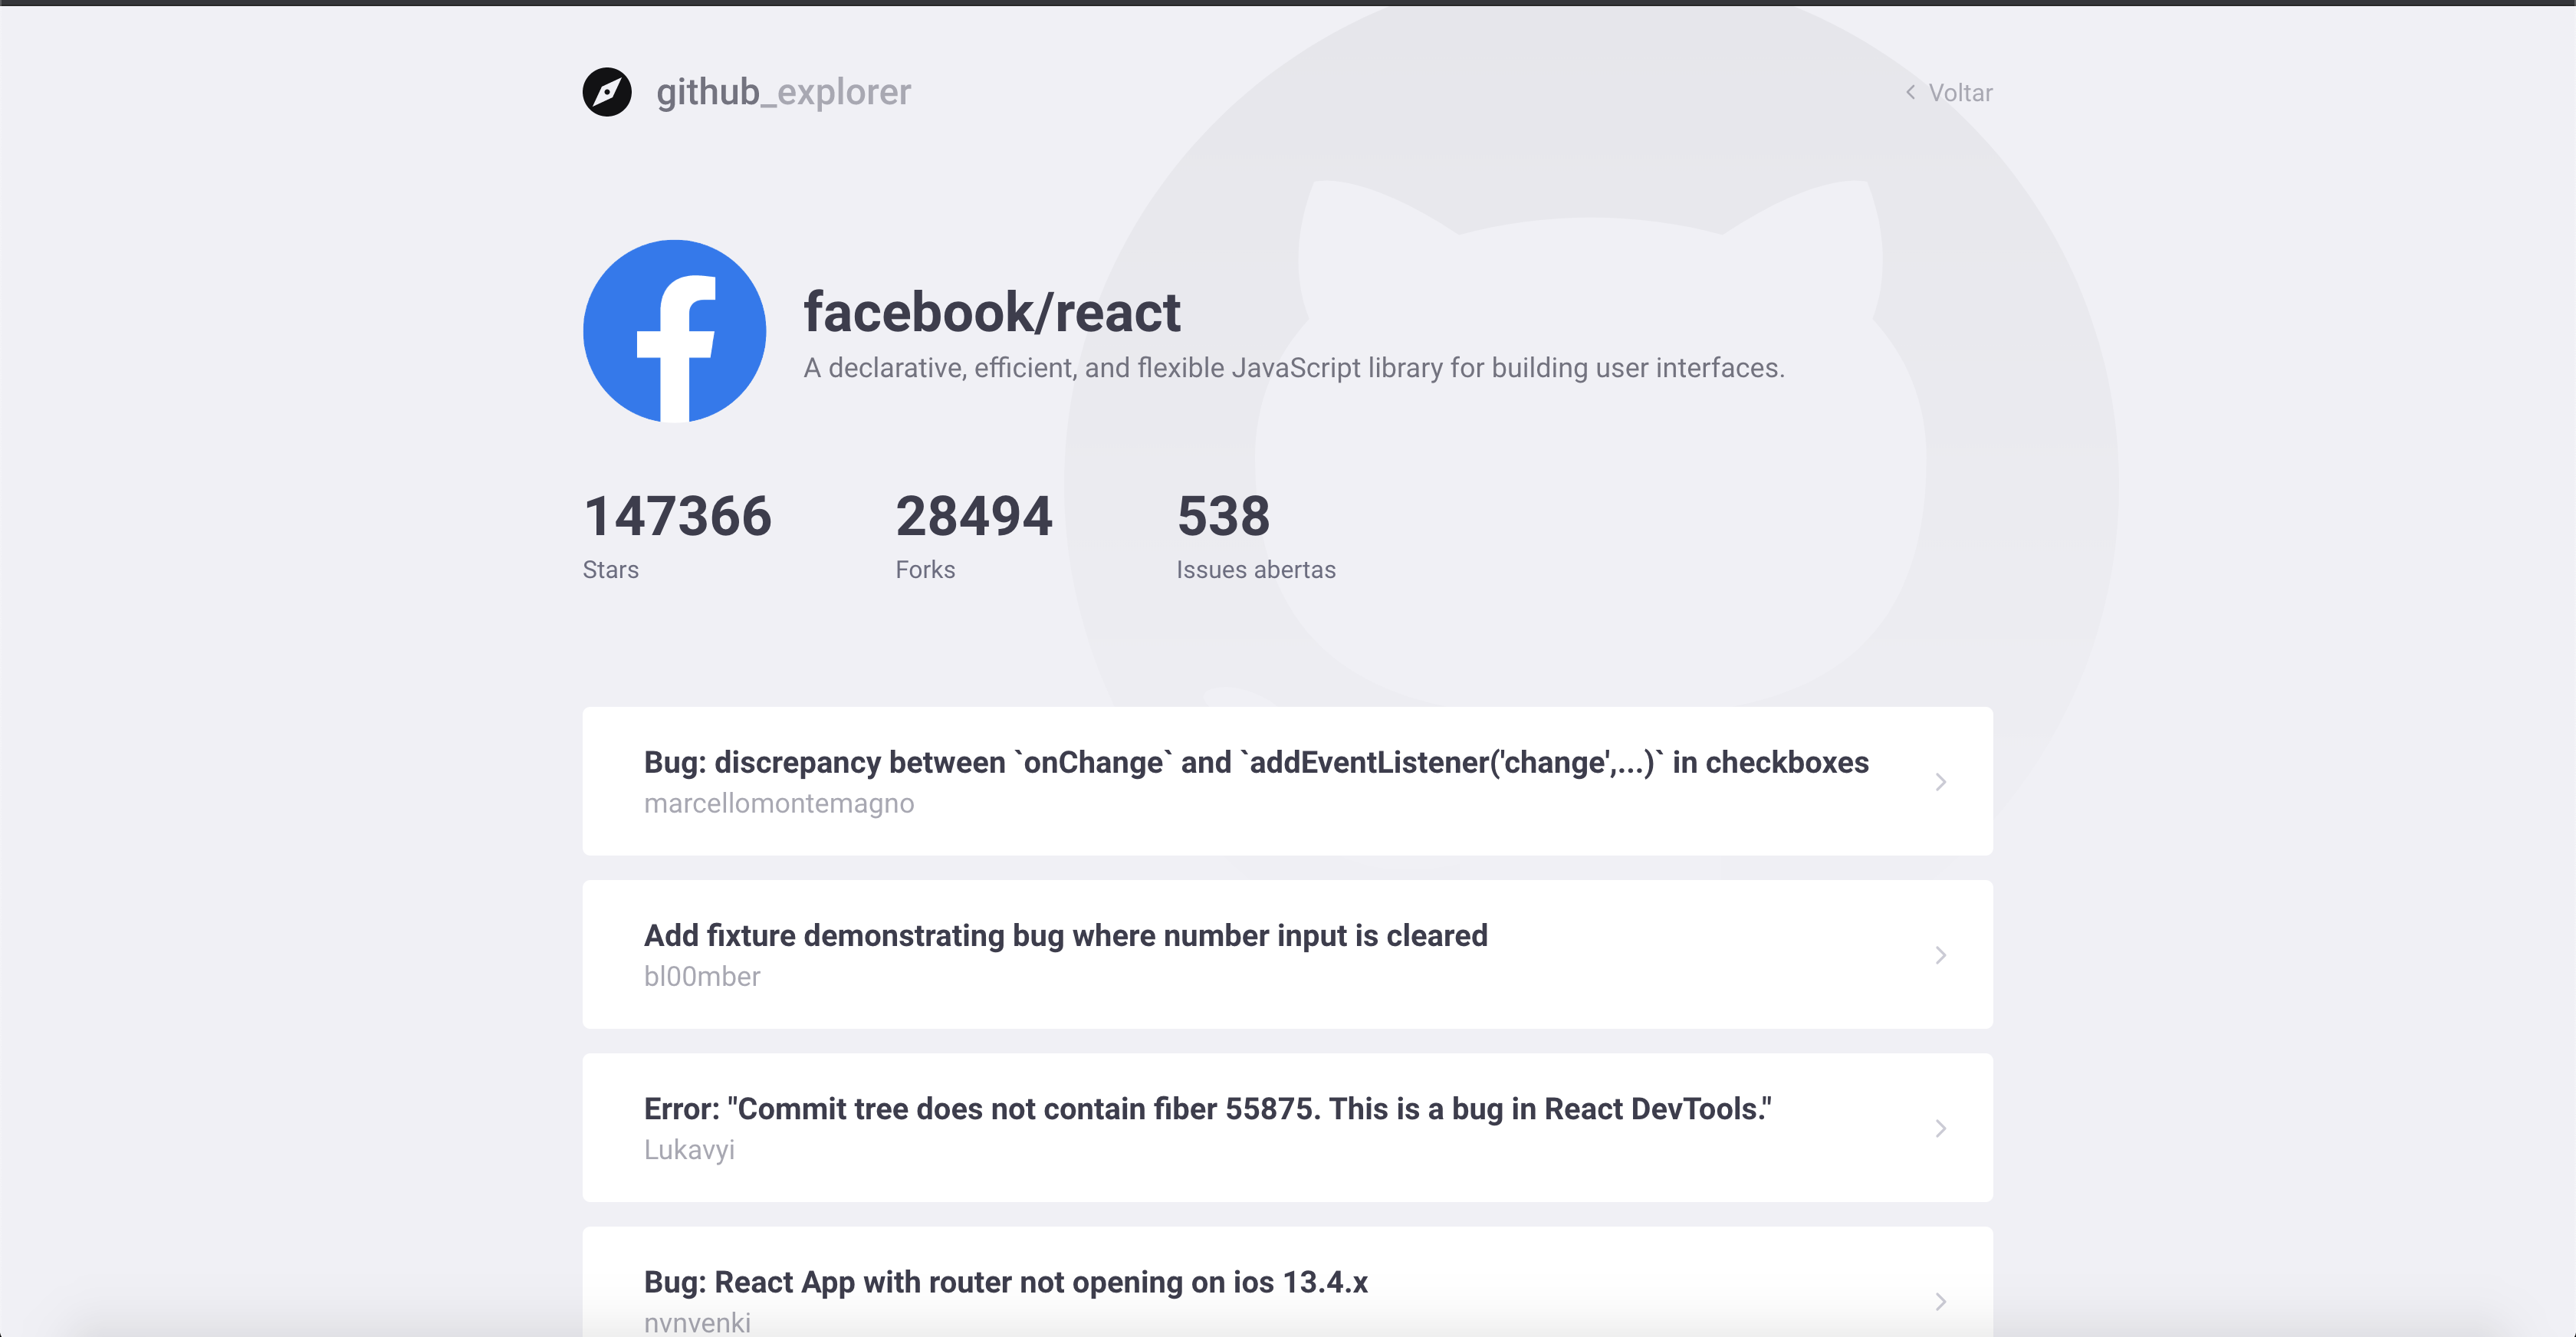 github_explorer
Voltar
facebook/react
A declarative, efficient, and flexible JavaScript library for building user interfaces.
147366 28494 538
Stars Forks Issues abertas
Bug: discrepancy between `onChange` and `addEventListener('change',...)` in checkboxes
marcellomontemagno
Add fixture demonstrating bug where number input is cleared
bl00mber
Error: "Commit tree does not contain fiber 55875. This is a bug in React DevTools."
Lukavyi
Bug: React App with router not opening on ios 13.4.x
nvnvenki